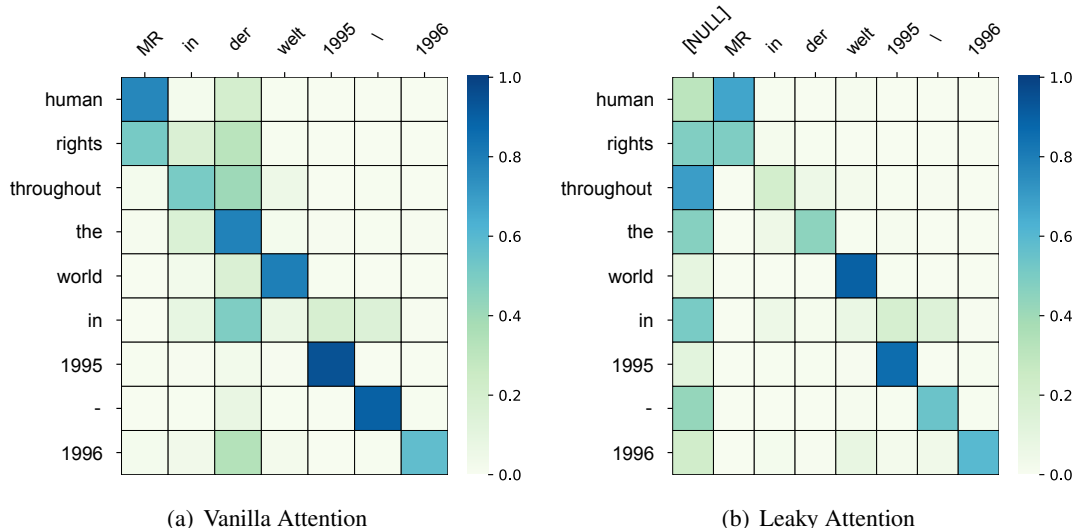 MR in der welt 1995 / 1996
human
rights
throughout
the
world
in
1995
-
1996
1.0
0.8
0.6
0.4
0.2
0.0
(a) Vanilla Attention
[NULL] MR in der welt 1995 / 1996
human
rights
throughout
the
world
in
1995
-
1996
1.0
0.8
0.6
0.4
0.2
0.0
(b) Leaky Attention